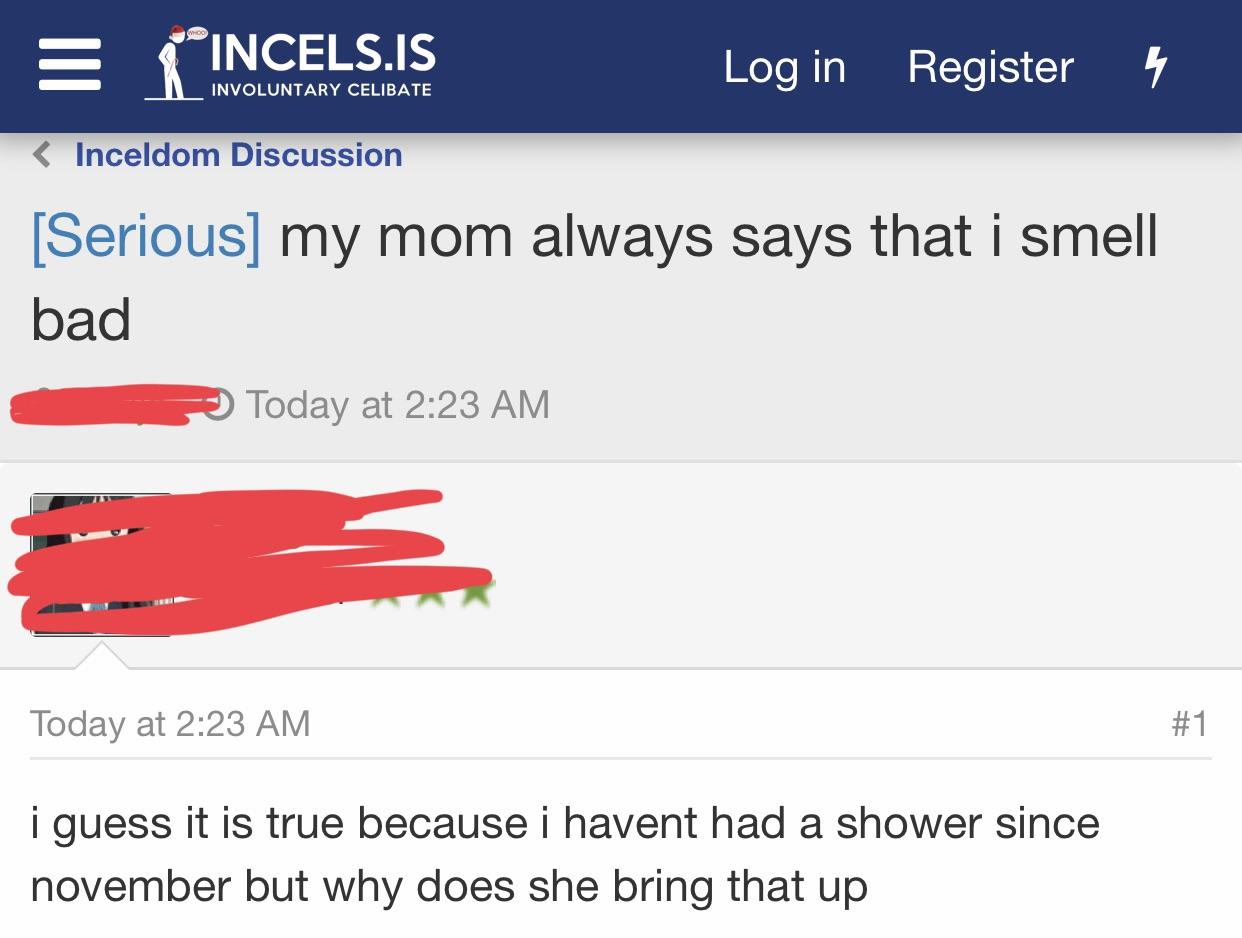 WHOO!
INCELS.IS
INVOLUNTARY CELIBATE
Log in
Register
Inceldom Discussion
[Serious] my mom always says that i smell
bad
Today at 2:23 AM
Today at 2:23 AM
#1
i guess it is true because i havent had a shower since
november but why does she bring that up